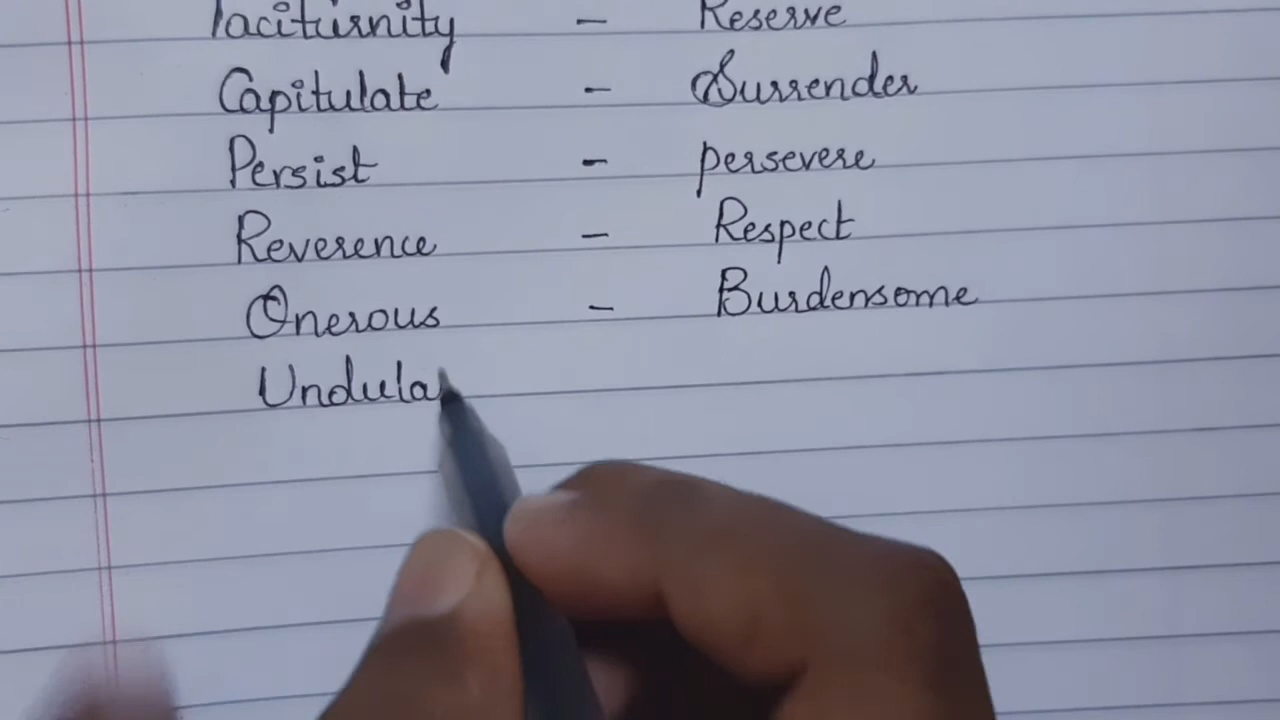 Taciturnity - Reserve
Capitulate - Surrender
Persist - persevere
Reverence - Respect
Onerous - Burdensome
Undula